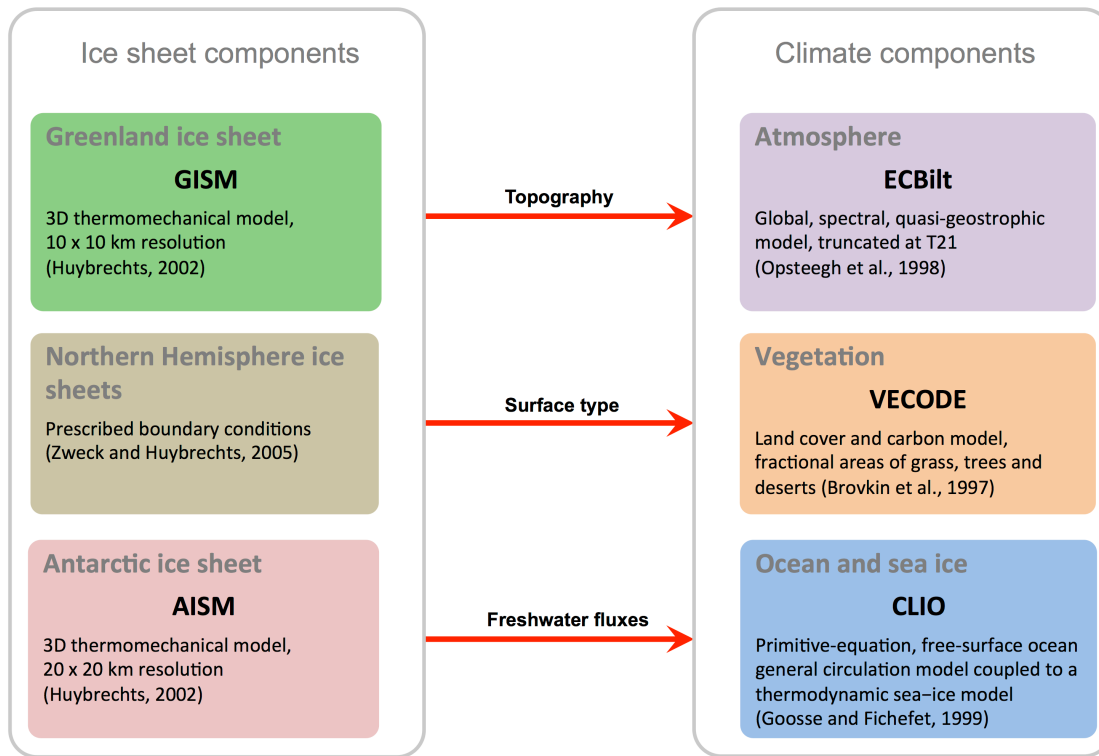 Ice sheet components
Greenland ice sheet
GISM
3D thermomechanical model,
10 x 10 km resolution
(Huybrechts, 2002)
Northern Hemisphere ice
sheets
Prescribed boundary conditions
(Zweck and Huybrechts, 2005)
Antarctic ice sheet
AISM
3D thermomechanical model,
20 x 20 km resolution
(Huybrechts, 2002)
Topography
Surface type
Freshwater fluxes
Climate components
Atmosphere
ECBilt
Global, spectral, quasi-geostrophic
model, truncated at T21
(Opsteegh et al., 1998)
Vegetation
VECODE
Land cover and carbon model,
fractional areas of grass, trees and
deserts (Brovkin et al., 1997)
Ocean and sea ice
CLIO
Primitive-equation, free-surface ocean
general circulation model coupled to a
thermodynamic sea−ice model
(Goosse and Fichefet, 1999)